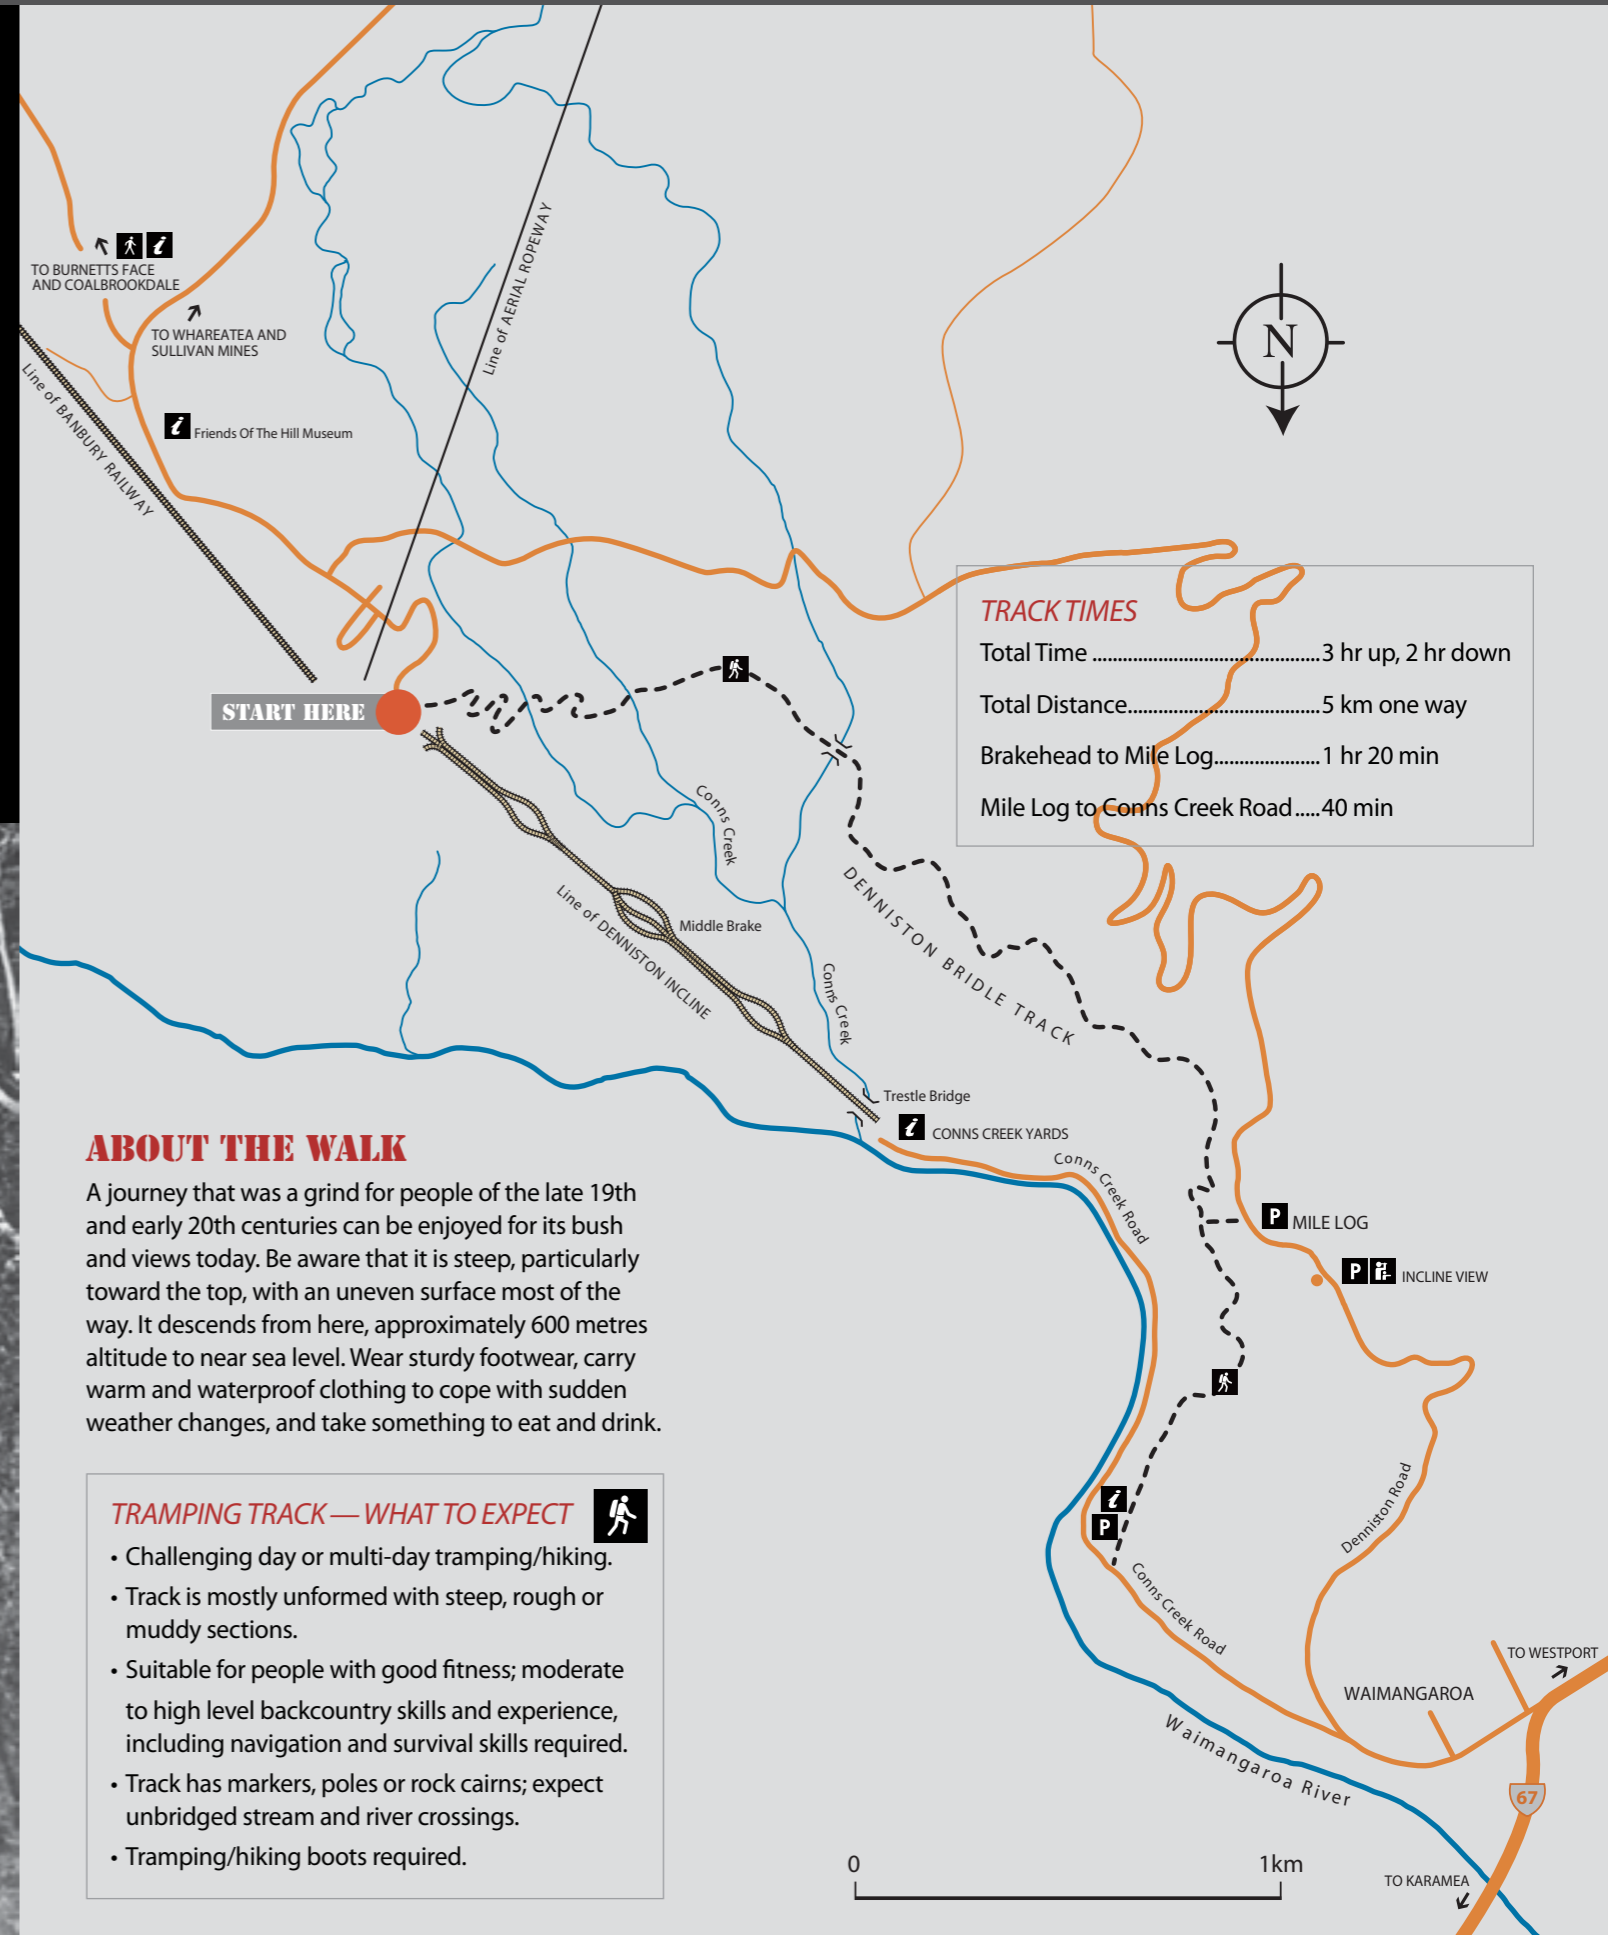 TO BURNETTS FACE
AND COALBROOKDALE
TO WHAREATEA AND
SULLIVAN MINES
Line of AERIAL ROPEWAY
Line of BANBURY RAILWAY
i Friends Of The Hill Museum
N
START HERE
TRACK TIMES
Total Time ............................................ 3 hr up, 2 hr down
Total Distance..................................... 5 km one way
Brakehead to Mile Log..................... 1 hr 20 min
Mile Log to Conns Creek Road ..... 40 min
Conns Creek
DENNISTON BRIDLE TRACK
Line of DENNISTON INCLINE
Middle Brake
Conns Creek
Trestle Bridge
i CONNS CREEK YARDS
Conns Creek Road
P MILE LOG
P INCLINE VIEW
ABOUT THE WALK
A journey that was a grind for people of the late 19th
and early 20th centuries can be enjoyed for its bush
and views today. Be aware that it is steep, particularly
toward the top, with an uneven surface most of the
way. It descends from here, approximately 600 metres
altitude to near sea level. Wear sturdy footwear, carry
warm and waterproof clothing to cope with sudden
weather changes, and take something to eat and drink.
TRAMPING TRACK — WHAT TO EXPECT
• Challenging day or multi-day tramping/hiking.
• Track is mostly unformed with steep, rough or
muddy sections.
• Suitable for people with good fitness; moderate
to high level backcountry skills and experience,
including navigation and survival skills required.
• Track has markers, poles or rock cairns; expect
unbridged stream and river crossings.
• Tramping/hiking boots required.
i
P
Denniston Road
Conns Creek Road
TO WESTPORT
WAIMANGAROA
Waimangaroa River
67
TO KARAMEA
0 1km